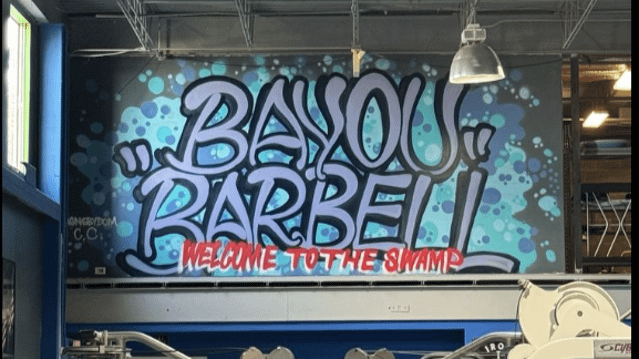 "BAYOU"
BARBELL
WELCOME TO THE SWAMP
C.C.